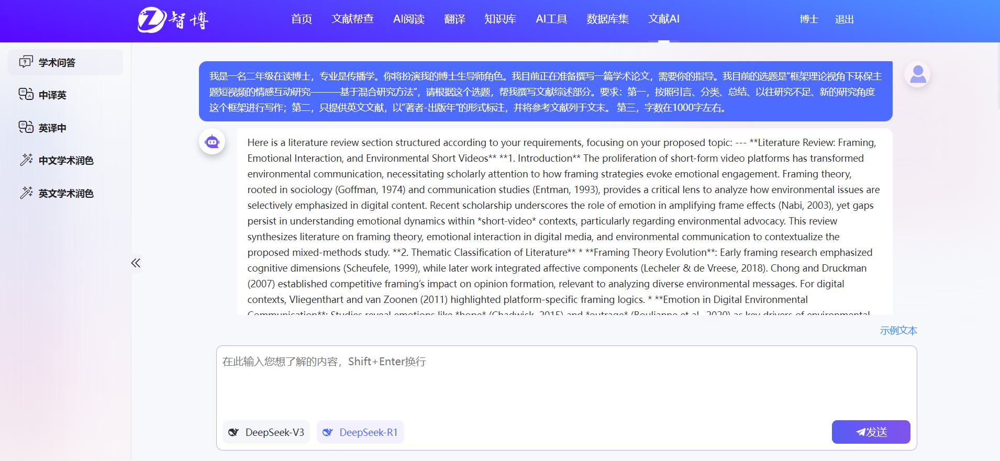 智博
首页 文献帮查 AI阅读 翻译 知识库 AI工具 数据库集 文献AI 博士 退出
学术问答
中译英
英译中
中文学术润色
英文学术润色
我是一名二年级在读博士，专业是传播学。你将扮演我的博士生导师角色。我目前正在准备撰写一篇学术论文，需要你的指导。我目前的选题是“框架理论视角下环保主
题短视频的情感互动研究———基于混合研究方法”，请根据这个选题，帮我撰写文献综述部分。要求：第一，按照引言、分类、总结、以往研究不足、新的研究角度
这个框架进行写作；第二，只提供英文文献，以“著者-出版年”的形式标注，并将参考文献列于文末。 第三，字数在1000字左右。
Here is a literature review section structured according to your requirements, focusing on your proposed topic: --- **Literature Review: Framing,
Emotional Interaction, and Environmental Short Videos** **1. Introduction** The proliferation of short-form video platforms has transformed
environmental communication, necessitating scholarly attention to how framing strategies evoke emotional engagement. Framing theory,
rooted in sociology (Goffman, 1974) and communication studies (Entman, 1993), provides a critical lens to analyze how environmental issues are
selectively emphasized in digital content. Recent scholarship underscores the role of emotion in amplifying frame effects (Nabi, 2003), yet gaps
persist in understanding emotional dynamics within *short-video* contexts, particularly regarding environmental advocacy. This review
synthesizes literature on framing theory, emotional interaction in digital media, and environmental communication to contextualize the
proposed mixed-methods study. **2. Thematic Classification of Literature** * **Framing Theory Evolution**: Early framing research emphasized
cognitive dimensions (Scheufele, 1999), while later work integrated affective components (Lecheler & de Vreese, 2018). Chong and Druckman
(2007) established competitive framing’s impact on opinion formation, relevant to analyzing diverse environmental messages. For digital
contexts, Vliegenthart and van Zoonen (2011) highlighted platform-specific framing logics. * **Emotion in Digital Environmental
Communication**: Studies reveal emotions like *hope* (Chadwick, 2015) and *outrage* (Boulianne et al., 2020) as key drivers of environmental
示例文本
在此输入您想了解的内容，Shift+Enter换行
DeepSeek-V3 DeepSeek-R1 发送